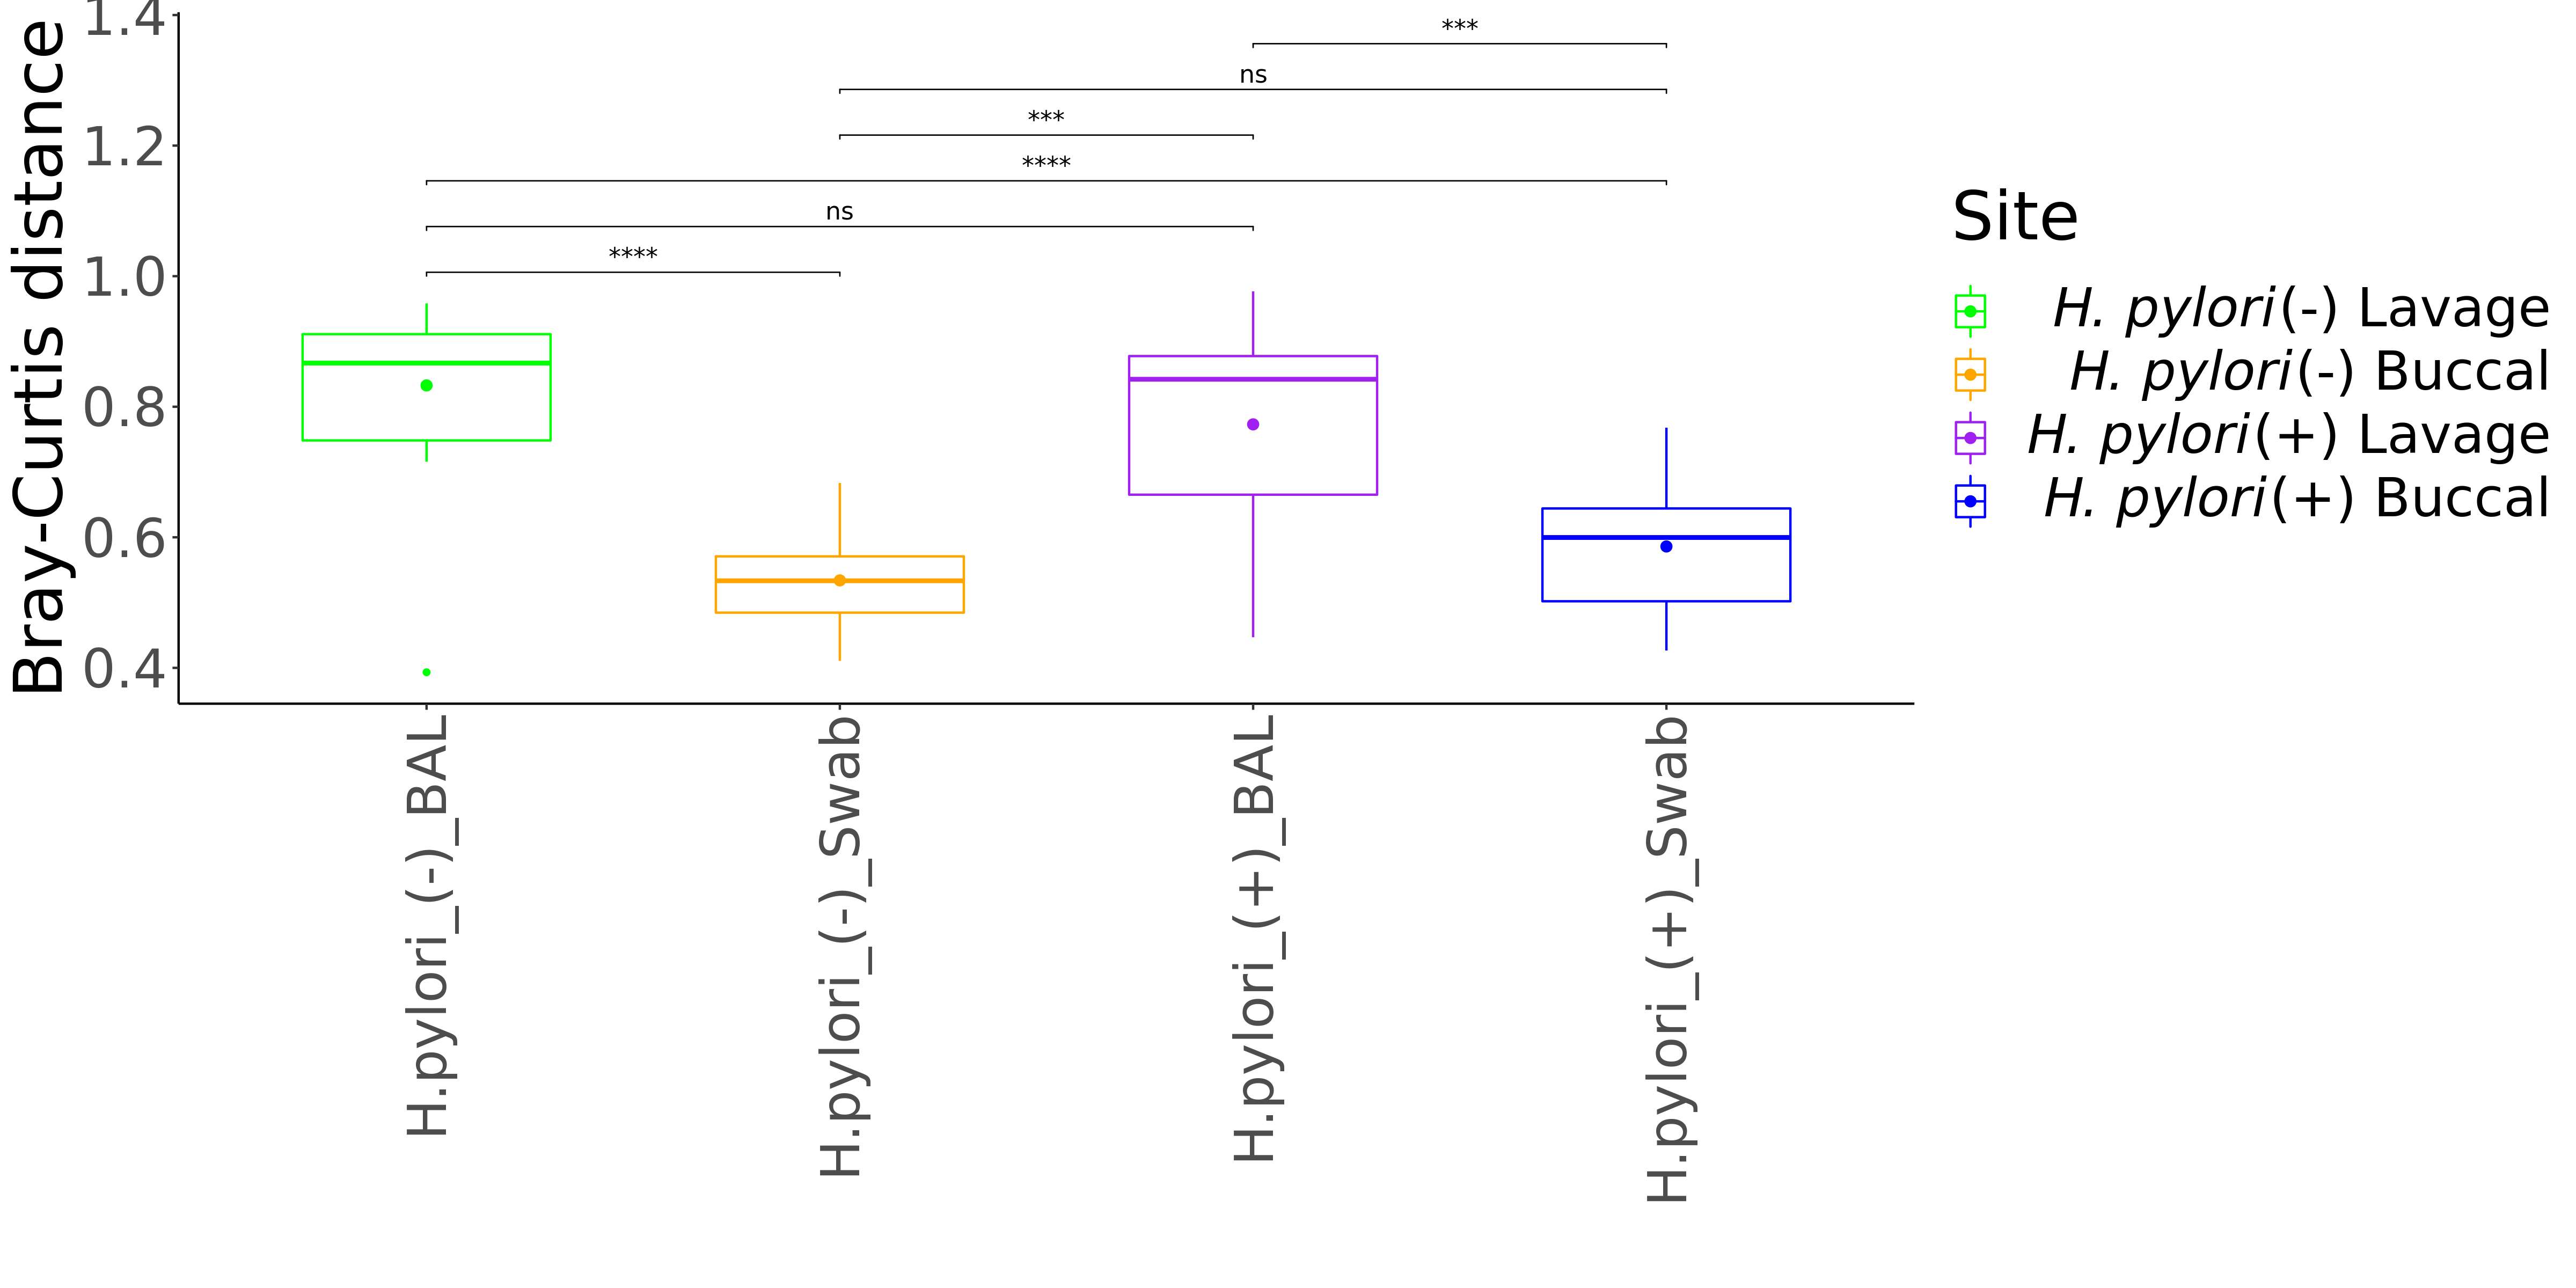 Bray-Curtis distance
1.4
1.2
1.0
0.8
0.6
0.4
***
ns
***
****
ns
****
H.pylori_(-)_BAL
H.pylori_(-)_Swab
H.pylori_(+)_BAL
H.pylori_(+)_Swab
Site
H. pylori(-) Lavage
H. pylori(-) Buccal
H. pylori(+) Lavage
H. pylori(+) Buccal